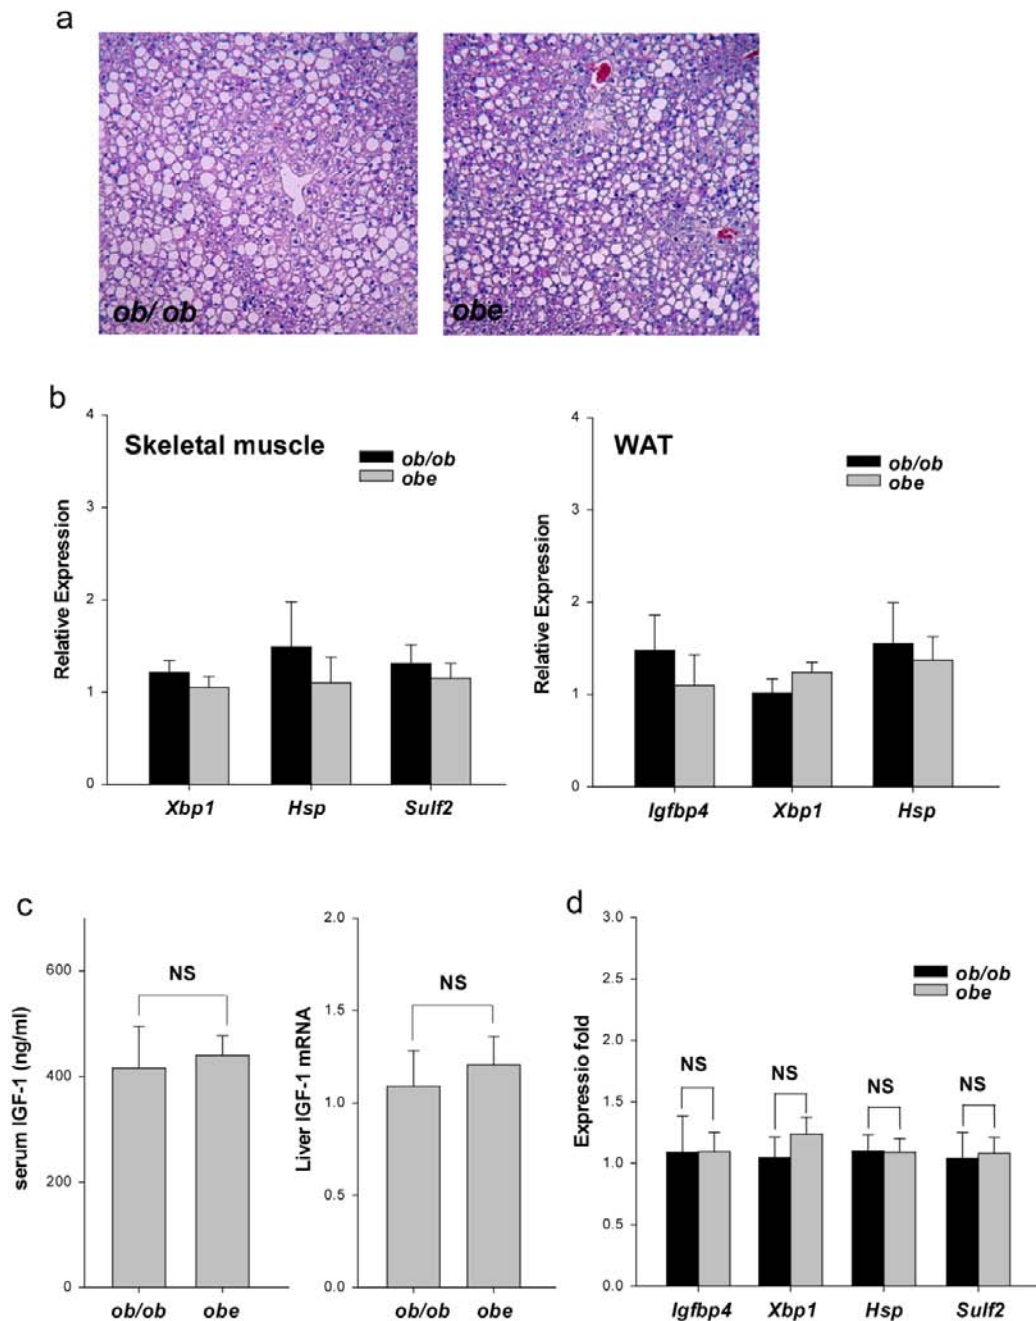 a
ob/ ob
obe
b
Skeletal muscle
ob/ob
obe
Relative Expression
4
3
2
1
0
Xbp1 Hsp Sulf2
WAT
ob/ob
obe
Relative Expression
4
3
2
1
0
Igfbp4 Xbp1 Hsp
c
serum IGF-1 (ng/ml)
600
400
200
0
NS
ob/ob obe
Liver IGF-1 mRNA
2.0
1.5
1.0
0.5
0.0
NS
ob/ob obe
d
Expressio fold
3.0
2.5
2.0
1.5
1.0
0.5
0.0
ob/ob
obe
NS NS NS NS
Igfbp4 Xbp1 Hsp Sulf2